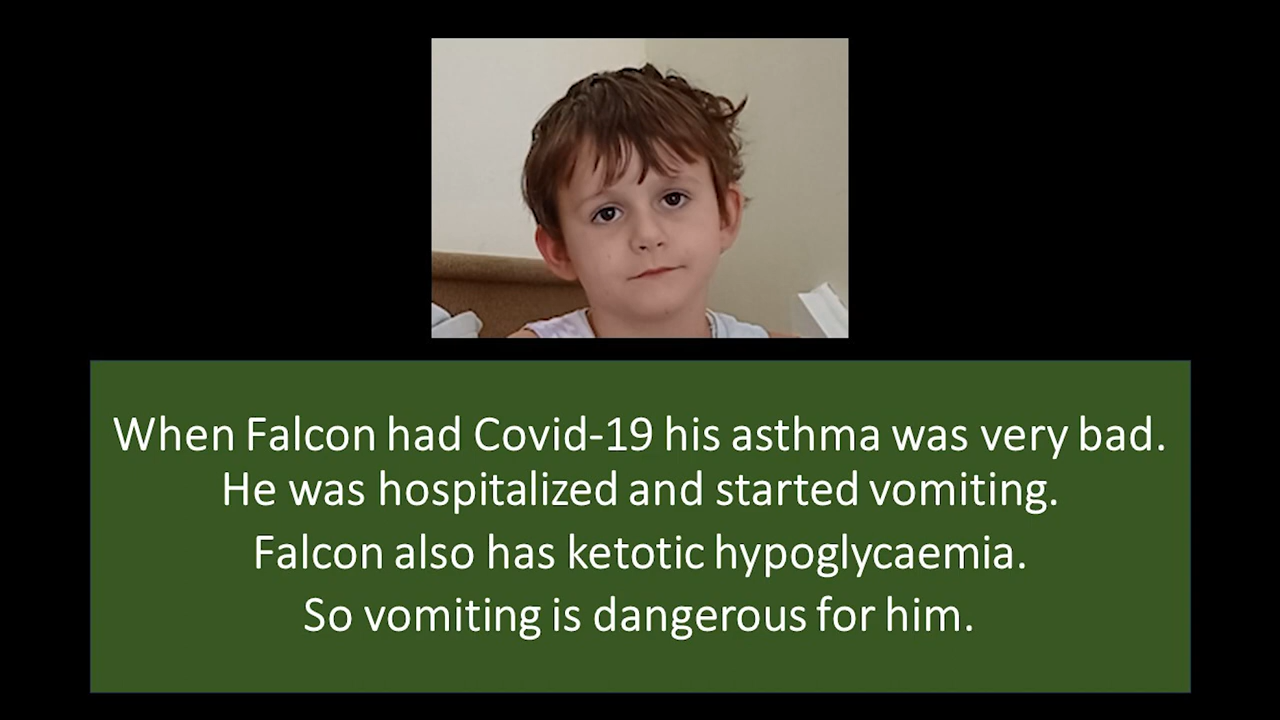 When Falcon had Covid-19 his asthma was very bad.
He was hospitalized and started vomiting.
Falcon also has ketotic hypoglycaemia.
So vomiting is dangerous for him.